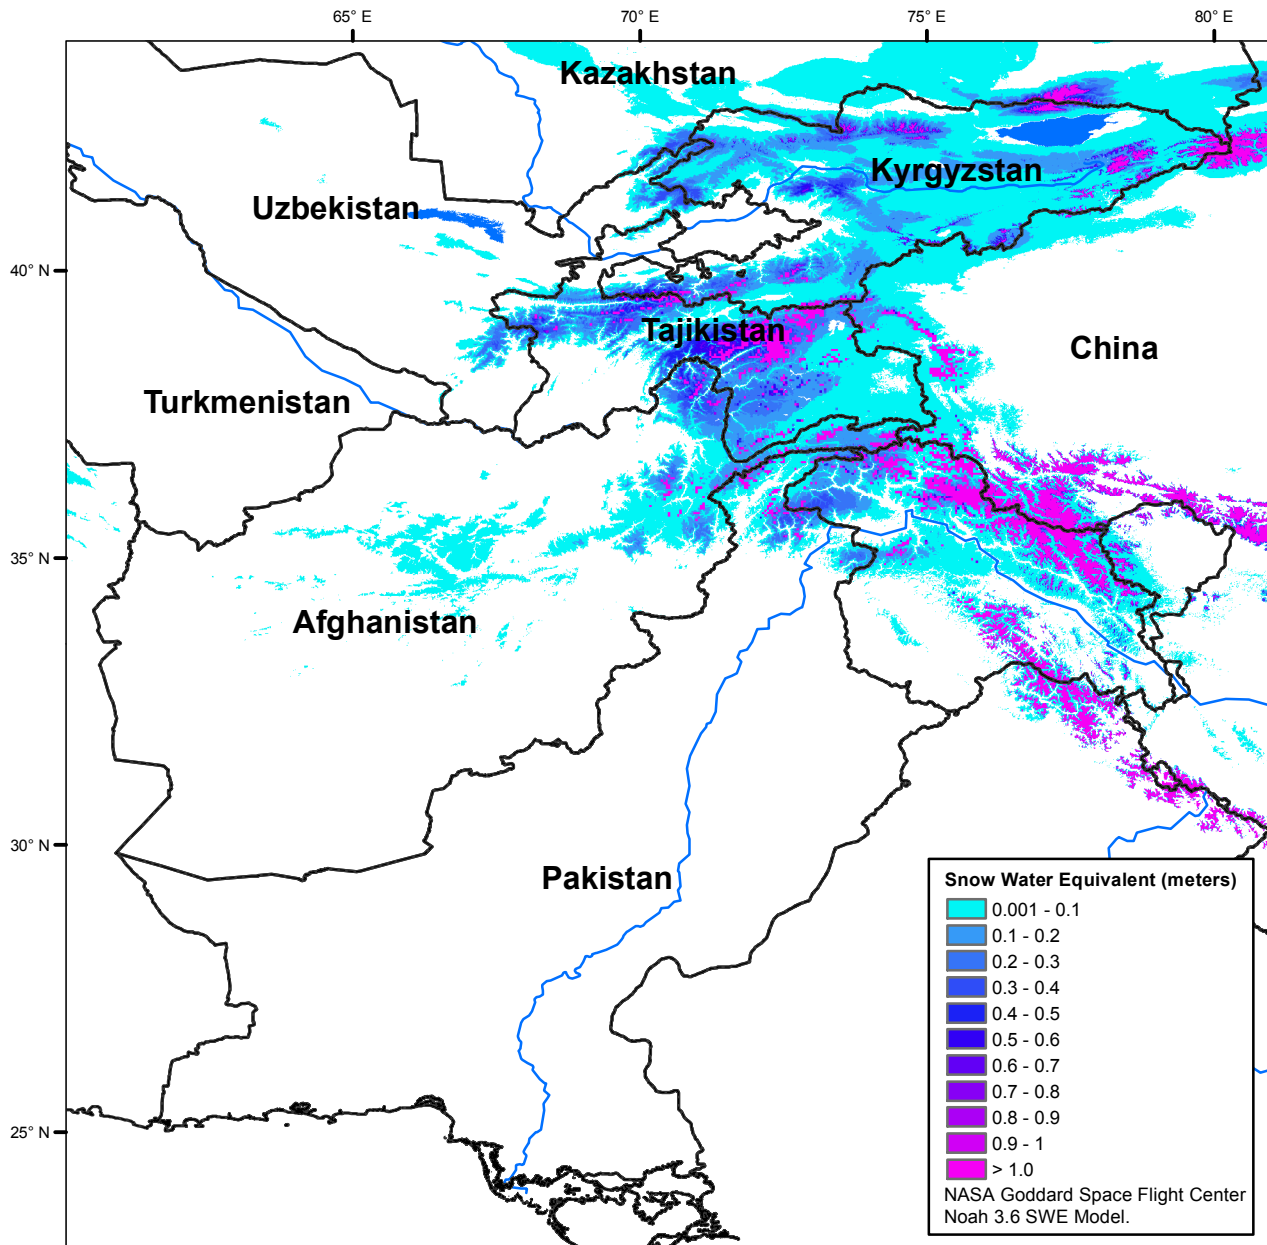 65° E
70° E
75° E
80° E
Kazakhstan
Kyrgyzstan
Uzbekistan
40° N
Tajikistan
China
Turkmenistan
35° N
Afghanistan
30° N
Pakistan
25° N
Snow Water Equivalent (meters)
0.001 - 0.1
0.1 - 0.2
0.2 - 0.3
0.3 - 0.4
0.4 - 0.5
0.5 - 0.6
0.6 - 0.7
0.7 - 0.8
0.8 - 0.9
0.9 - 1
> 1.0
NASA Goddard Space Flight Center
Noah 3.6 SWE Model.